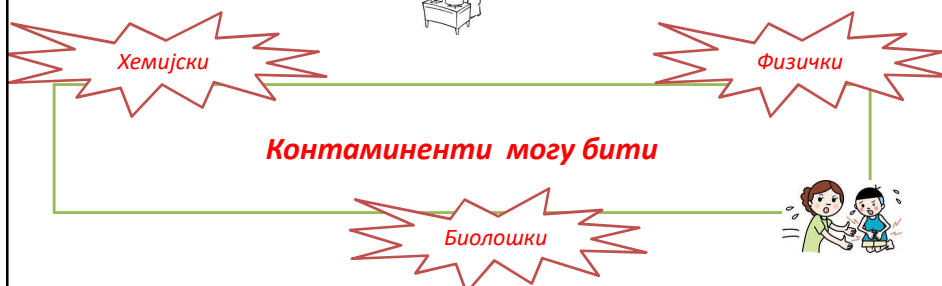 Хемијски
Физички
Контаминенти могу бити
Биолошки